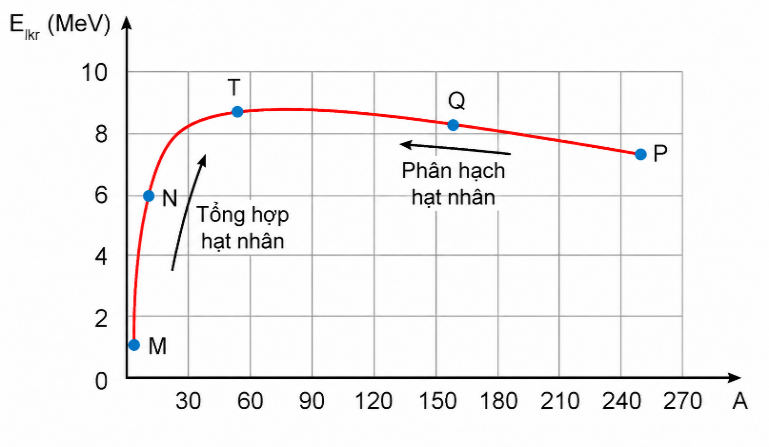 E_lkr (MeV)
10
8
6
4
2
0
T
Q
P
N
M
Phân hạch
hạt nhân
Tổng hợp
hạt nhân
30 60 90 120 150 180 210 240 270 A